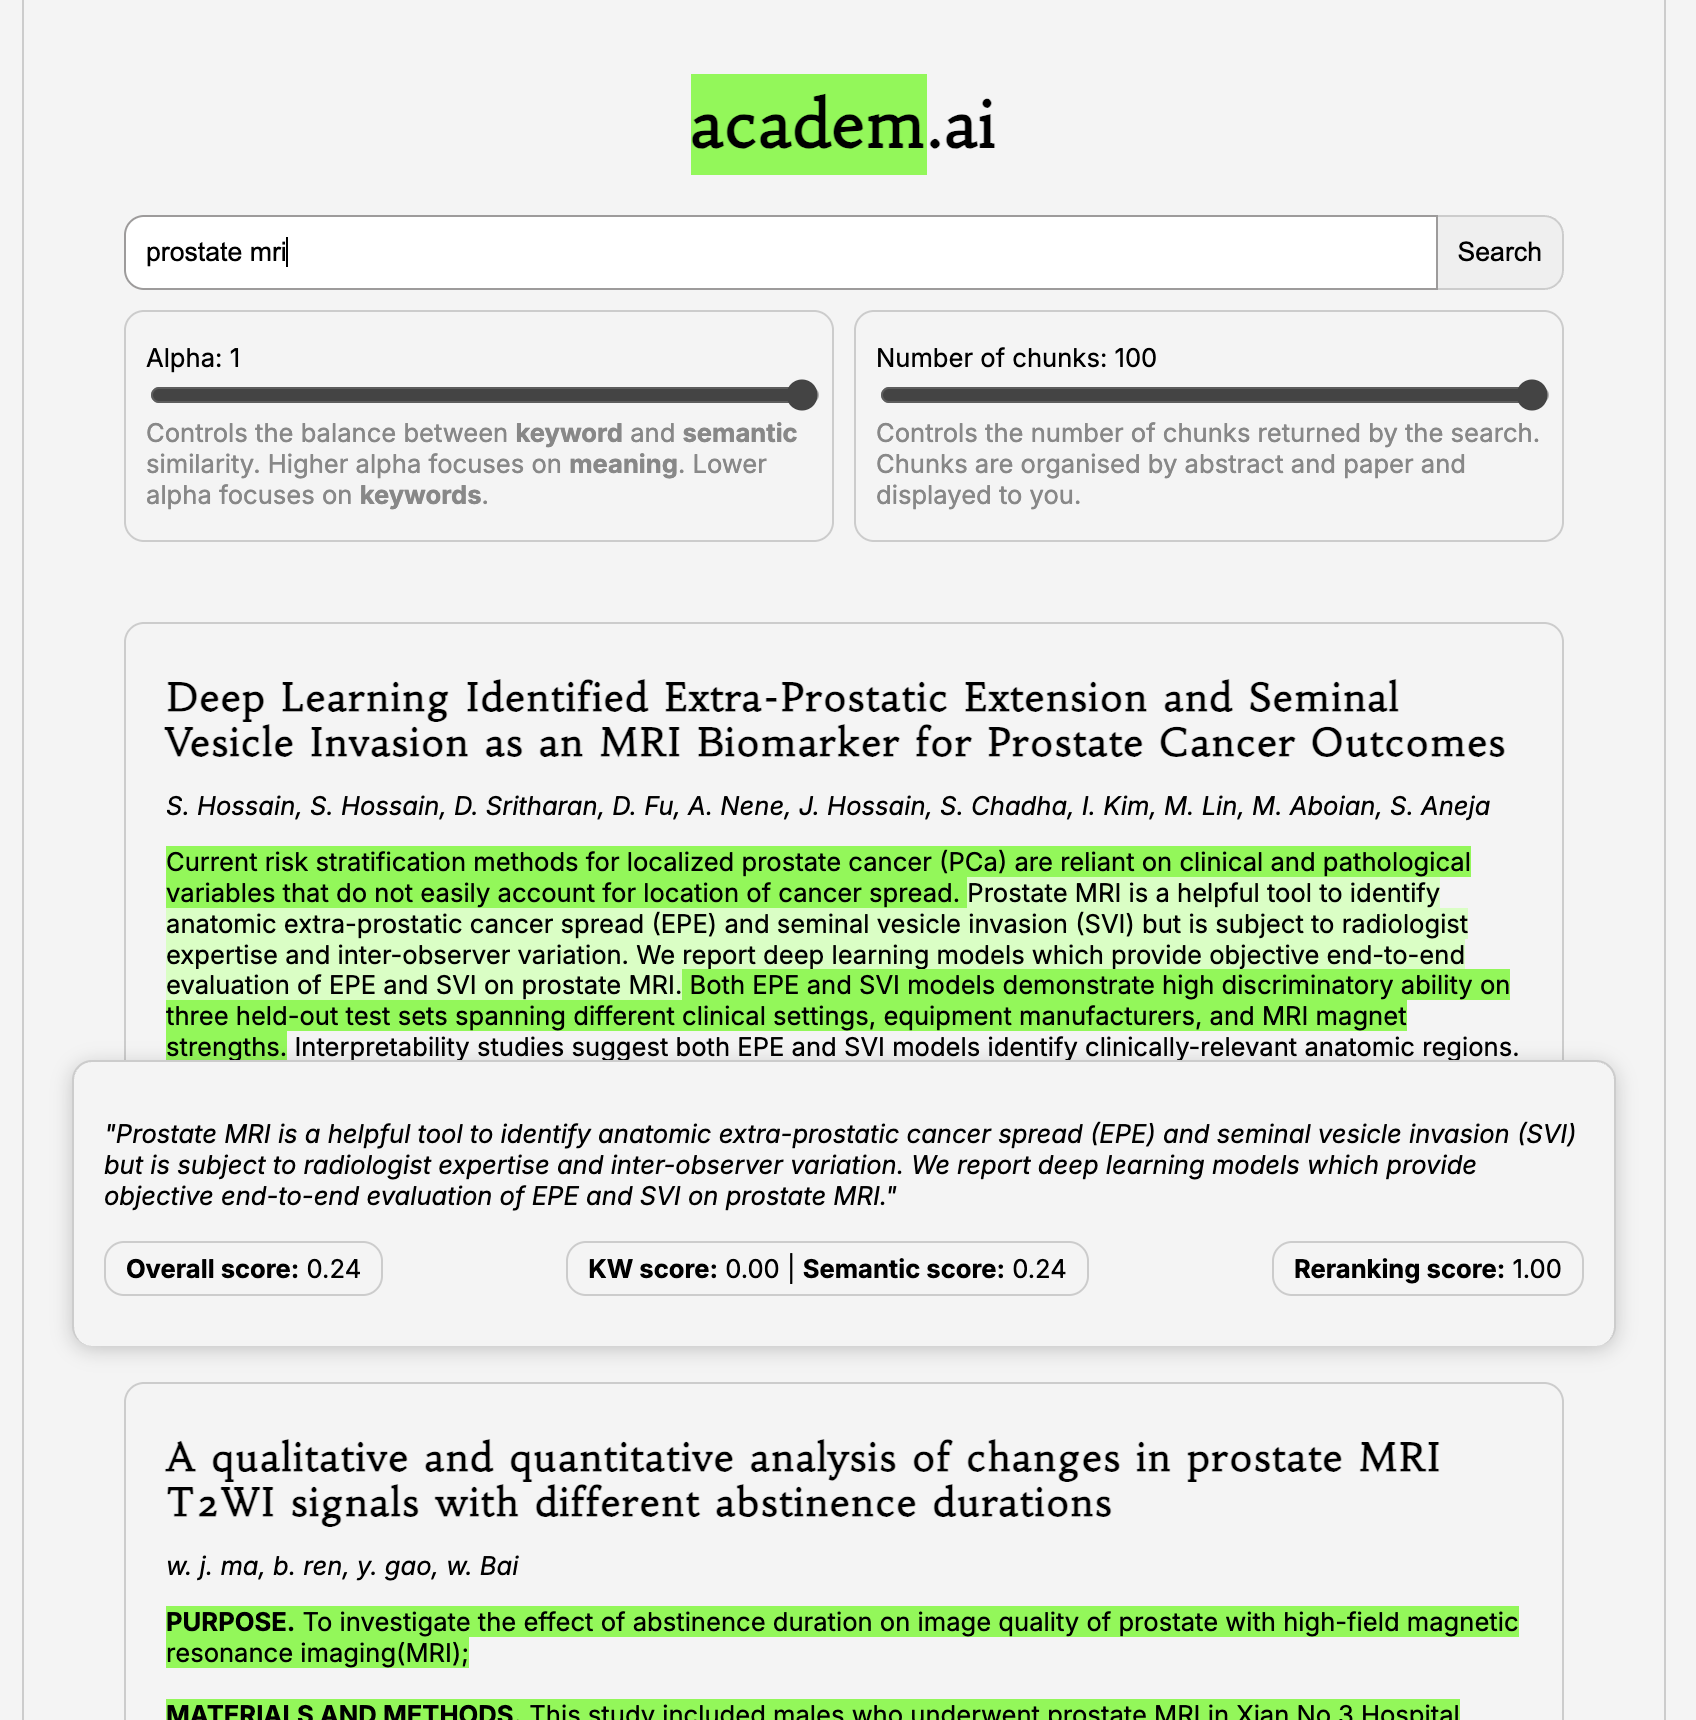 academ.ai
prostate mri
Search
Alpha: 1
Controls the balance between keyword and semantic
similarity. Higher alpha focuses on meaning. Lower
alpha focuses on keywords.
Number of chunks: 100
Controls the number of chunks returned by the search.
Chunks are organised by abstract and paper and
displayed to you.
Deep Learning Identified Extra-Prostatic Extension and Seminal
Vesicle Invasion as an MRI Biomarker for Prostate Cancer Outcomes
S. Hossain, S. Hossain, D. Sritharan, D. Fu, A. Nene, J. Hossain, S. Chadha, I. Kim, M. Lin, M. Aboian, S. Aneja
Current risk stratification methods for localized prostate cancer (PCa) are reliant on clinical and pathological
variables that do not easily account for location of cancer spread. Prostate MRI is a helpful tool to identify
anatomic extra-prostatic cancer spread (EPE) and seminal vesicle invasion (SVI) but is subject to radiologist
expertise and inter-observer variation. We report deep learning models which provide objective end-to-end
evaluation of EPE and SVI on prostate MRI. Both EPE and SVI models demonstrate high discriminatory ability on
three held-out test sets spanning different clinical settings, equipment manufacturers, and MRI magnet
strengths. Interpretability studies suggest both EPE and SVI models identify clinically-relevant anatomic regions.
"Prostate MRI is a helpful tool to identify anatomic extra-prostatic cancer spread (EPE) and seminal vesicle invasion (SVI)
but is subject to radiologist expertise and inter-observer variation. We report deep learning models which provide
objective end-to-end evaluation of EPE and SVI on prostate MRI."
Overall score: 0.24
KW score: 0.00 | Semantic score: 0.24
Reranking score: 1.00
A qualitative and quantitative analysis of changes in prostate MRI
T2WI signals with different abstinence durations
w. j. ma, b. ren, y. gao, w. Bai
PURPOSE. To investigate the effect of abstinence duration on image quality of prostate with high-field magnetic
resonance imaging(MRI);
MATERIALS AND METHODS. This study included males who underwent prostate MRI in Xian No.3 Hospital